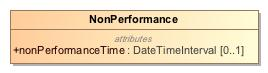 NonPerformance
attributes
+nonPerformanceTime : DateTimeInterval [0..1]